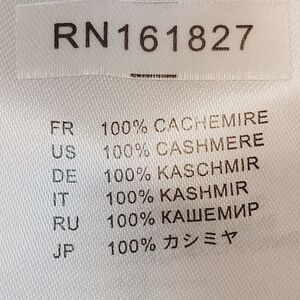 RN161827
FR 100% CACHEMIRE
US 100% CASHMERE
DE 100% KASCHMIR
IT 100% KASHMIR
RU 100% КАШЕМИР
JP 100% カシミヤ